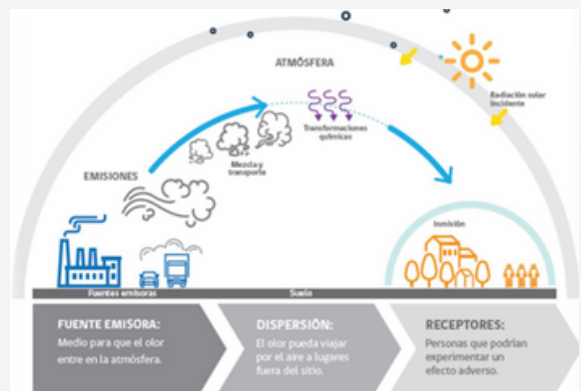 ATMÓSFERA
Radiación solar
incidente
Transformaciones
químicas
Mezcla y
transporte
EMISIONES
Inmisión
Fuentes emisoras
Suelo
FUENTE EMISORA:
Medio para que el olor
entre en la atmósfera.
DISPERSIÓN:
El olor pueda viajar
por el aire a lugares
fuera del sitio.
RECEPTORES:
Personas que podrían
experimentar un
efecto adverso.